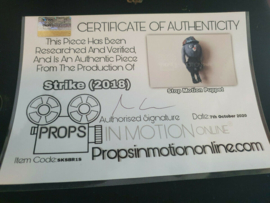 CERTIFICATE OF AUTHENTICITY
This Piece Has Been
Researched And Verified,
And Is An Authentic Piece
From The Production Of
Strike (2018)
Stop Motion Puppet
Authorised Signature
Date: 7th October 2020
PROPS
IN MOTION ONLINE
Propsinmotiononline.com
Item Code: